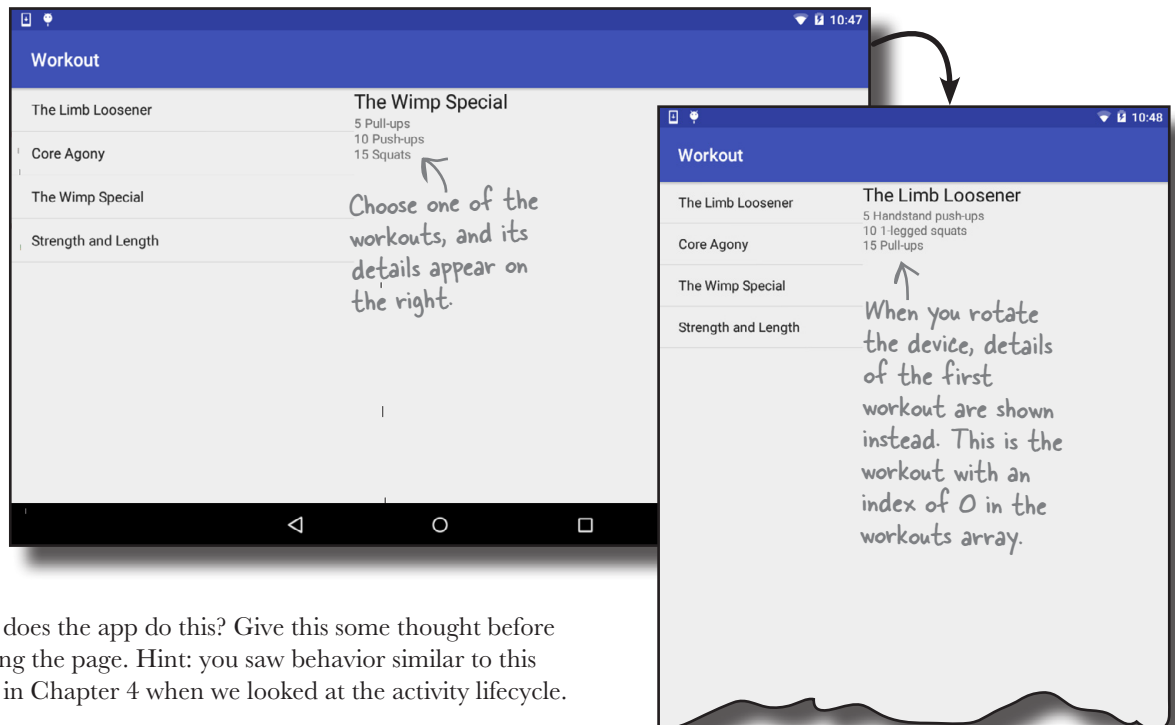 10:47
Workout
The Limb Loosener
Core Agony
The Wimp Special
Strength and Length
The Wimp Special
5 Pull-ups
10 Push-ups
15 Squats
Choose one of the
workouts, and its
details appear on
the right.
10:48
Workout
The Limb Loosener
Core Agony
The Wimp Special
Strength and Length
The Limb Loosener
5 Handstand push-ups
10 1-legged squats
15 Pull-ups
When you rotate
the device, details
of the first
workout are shown
instead. This is the
workout with an
index of 0 in the
workouts array.
does the app do this? Give this some thought before
ng the page. Hint: you saw behavior similar to this
in Chapter 4 when we looked at the activity lifecycle.